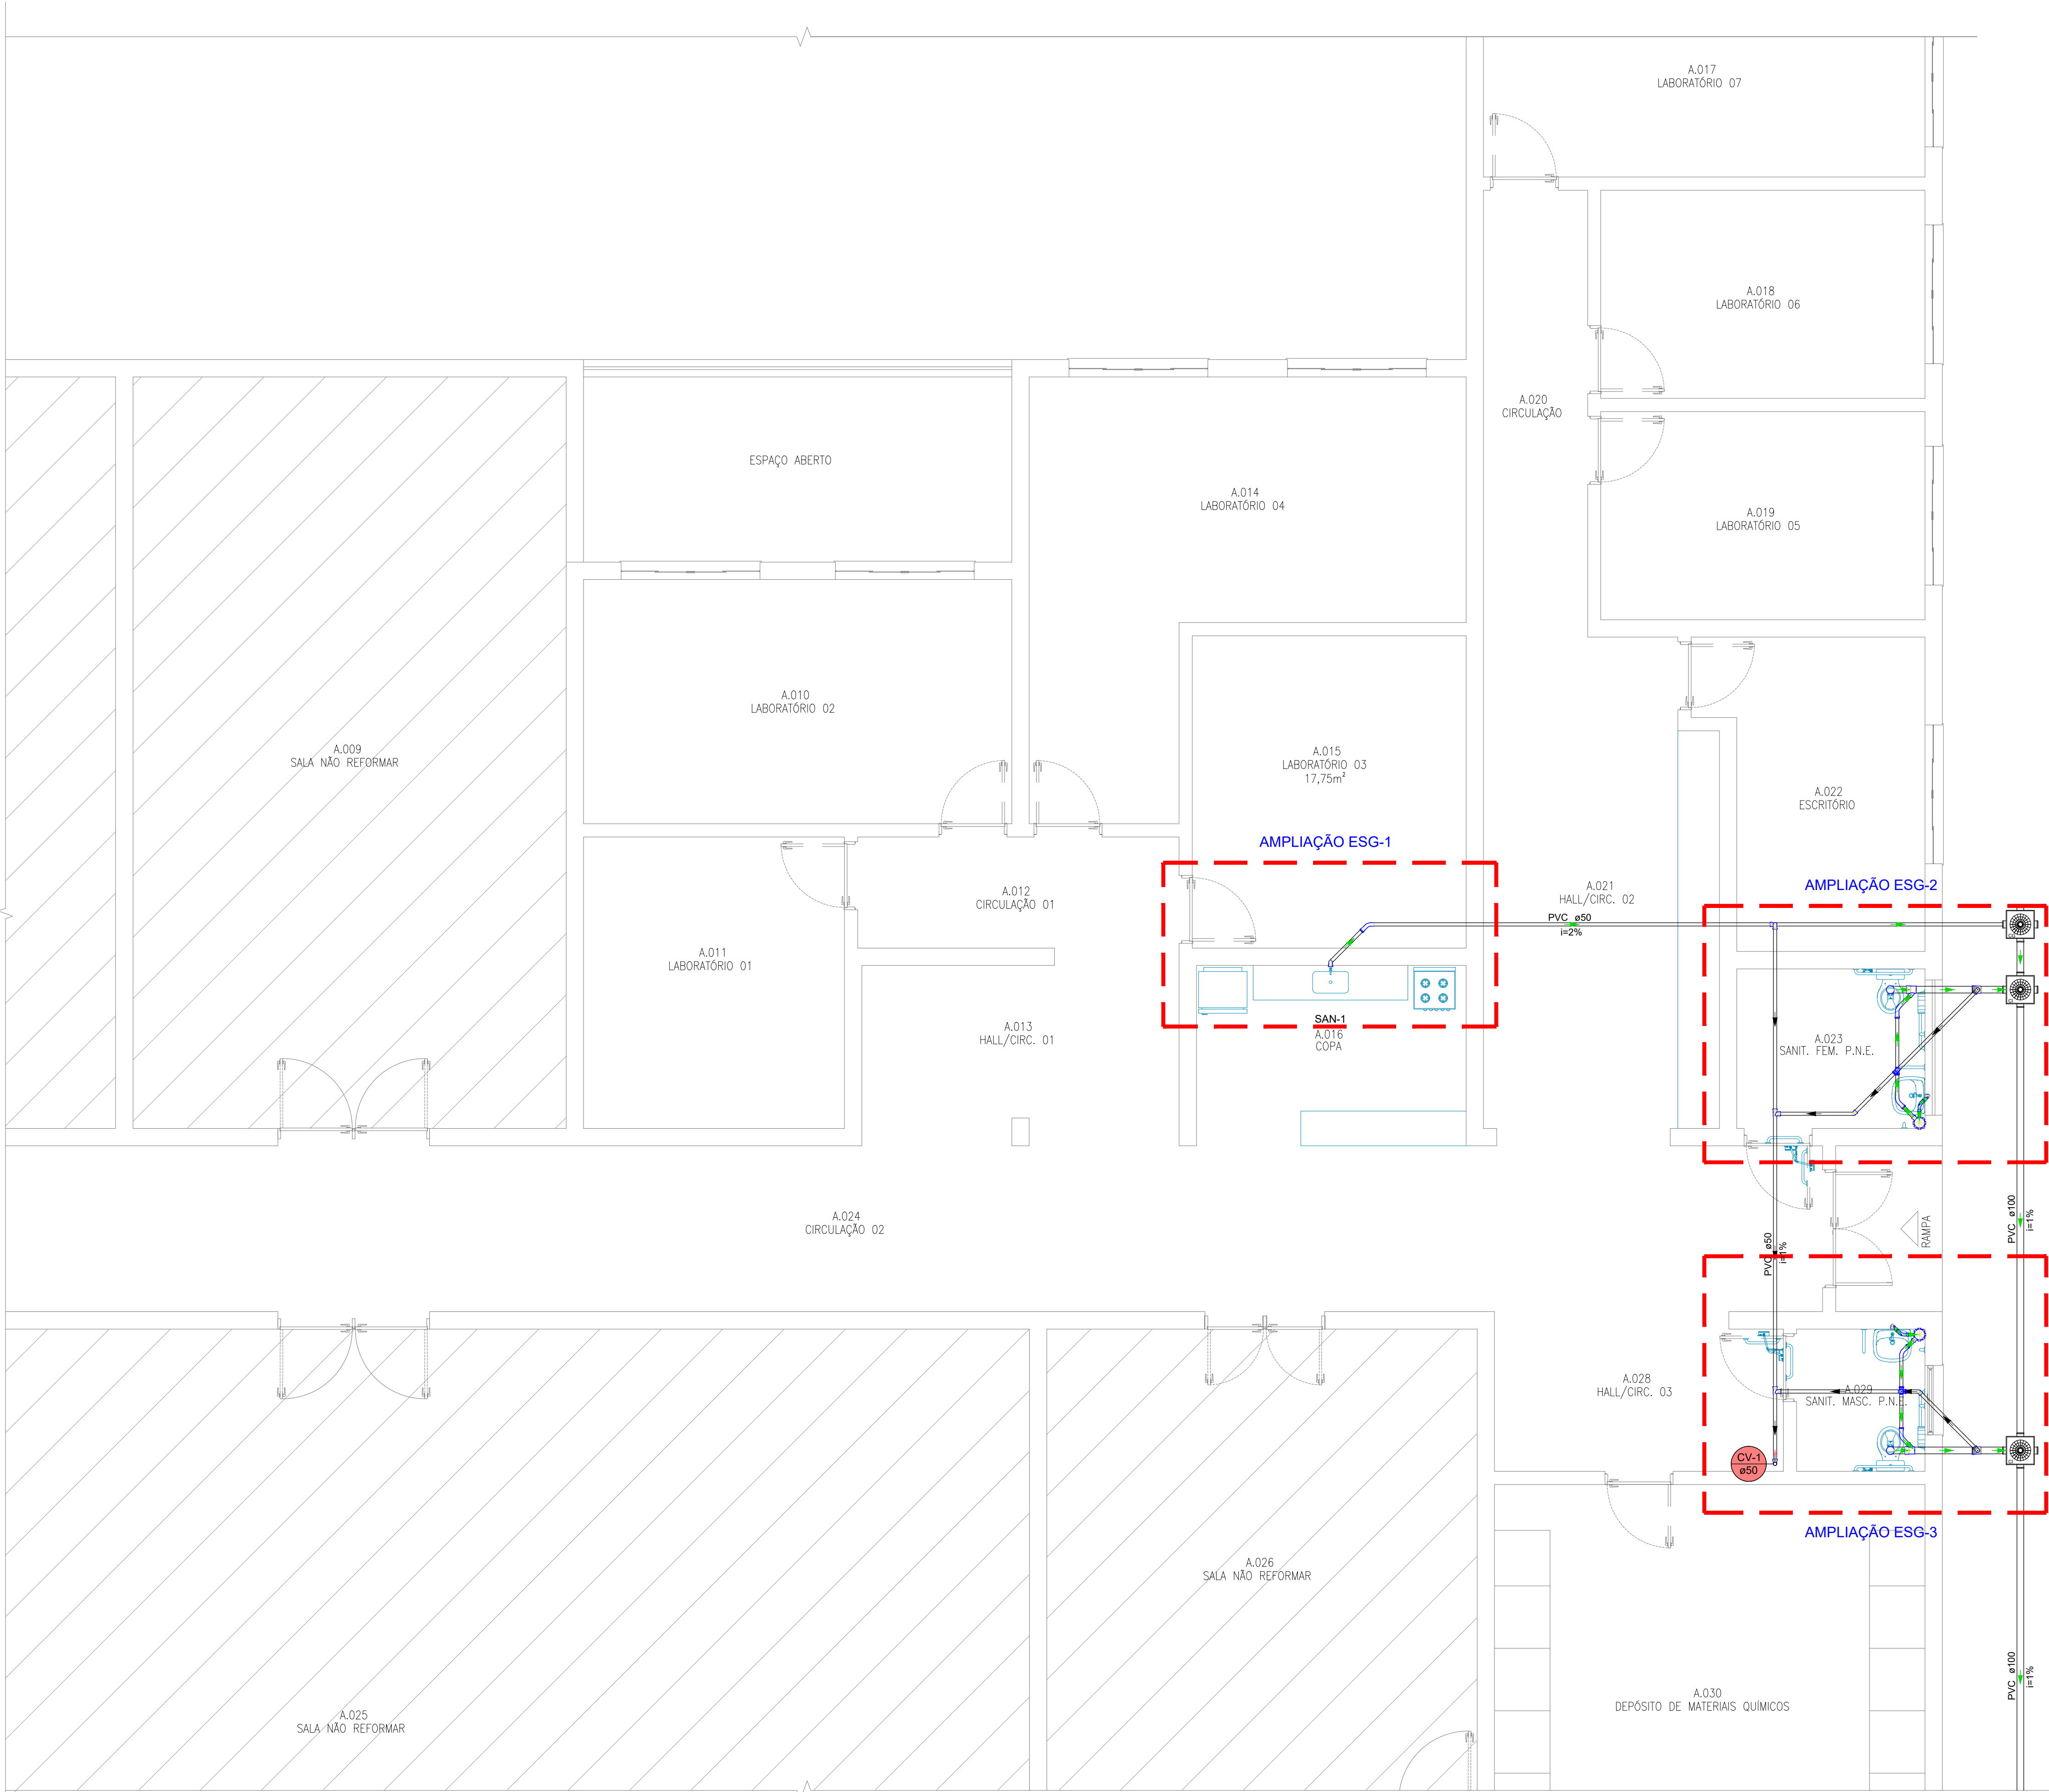 A.017
LABORATÓRIO 07
A.018
LABORATÓRIO 06
A.020
CIRCULAÇÃO
ESPAÇO ABERTO
A.014
LABORATÓRIO 04
A.019
LABORATÓRIO 05
A.010
LABORATÓRIO 02
A.009
SALA NÃO REFORMAR
A.015
LABORATÓRIO 03
17,75m²
A.022
ESCRITÓRIO
AMPLIAÇÃO ESG-1
A.012
CIRCULAÇÃO 01
A.021
HALL/CIRC. 02
AMPLIAÇÃO ESG-2
PVC ø50
i=2%
A.011
LABORATÓRIO 01
A.013
HALL/CIRC. 01
SAN-1
A.016
COPA
A.023
SANIT. FEM. P.N.E.
A.024
CIRCULAÇÃO 02
RAMPA
PVC ø100
i=1%
PVC ø50
i=1%
A.028
HALL/CIRC. 03
A.029
SANIT. MASC. P.N.E.
CV-1
ø50
AMPLIAÇÃO ESG-3
A.026
SALA NÃO REFORMAR
A.025
SALA NÃO REFORMAR
A.030
DEPÓSITO DE MATERIAIS QUÍMICOS
PVC ø100
i=1%